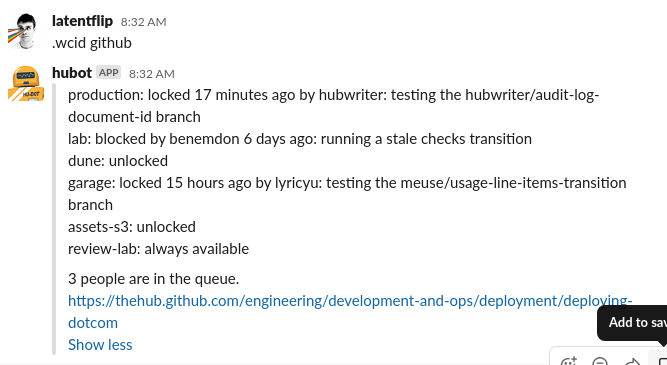 latentflip 8:32 AM
.wcid github
hubot APP 8:32 AM
production: locked 17 minutes ago by hubwriter: testing the hubwriter/audit-log-
document-id branch
lab: blocked by benemdon 6 days ago: running a stale checks transition
dune: unlocked
garage: locked 15 hours ago by lyricyu: testing the meuse/usage-line-items-transition
branch
assets-s3: unlocked
review-lab: always available
3 people are in the queue.
https://thehub.github.com/engineering/development-and-ops/deployment/deploying-
dotcom
Add to sav
Show less